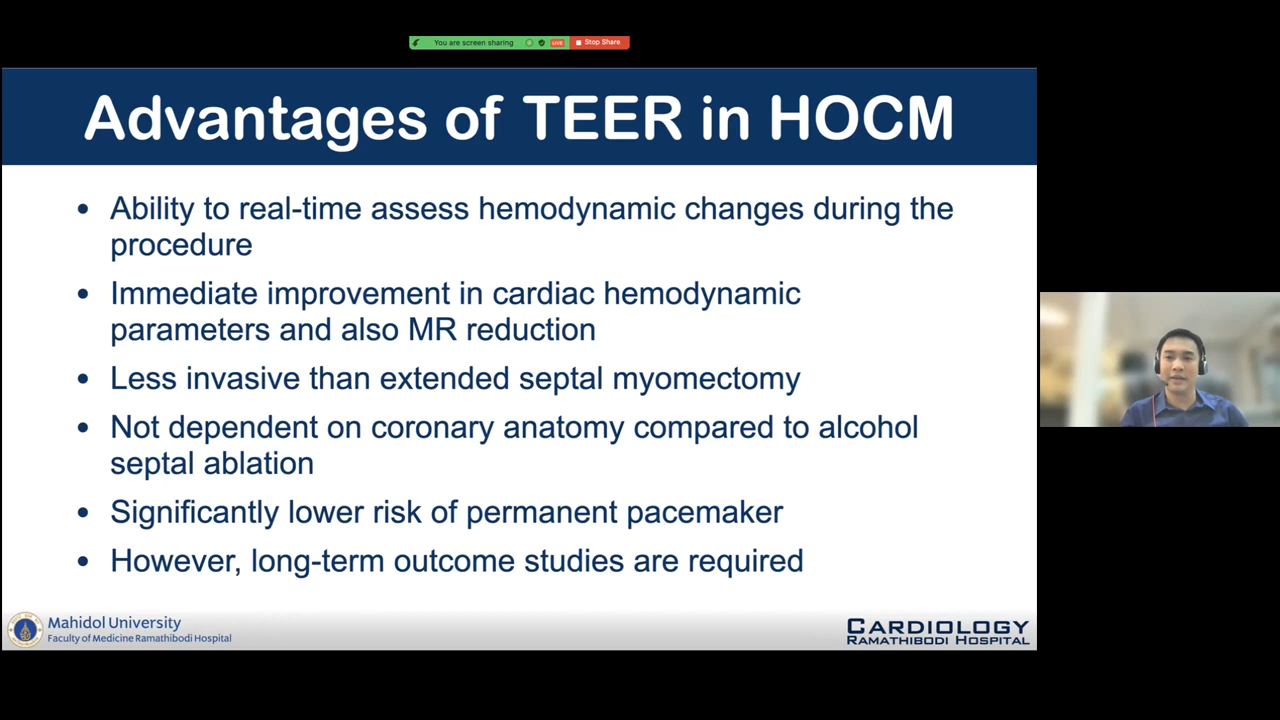 You are screen sharing LIVE Stop Share
Advantages of TEER in HOCM
• Ability to real-time assess hemodynamic changes during the
procedure
• Immediate improvement in cardiac hemodynamic
parameters and also MR reduction
• Less invasive than extended septal myomectomy
• Not dependent on coronary anatomy compared to alcohol
septal ablation
• Significantly lower risk of permanent pacemaker
• However, long-term outcome studies are required
Mahidol University
Faculty of Medicine Ramathibodi Hospital
CARDIOLOGY
RAMATHIBODI HOSPITAL